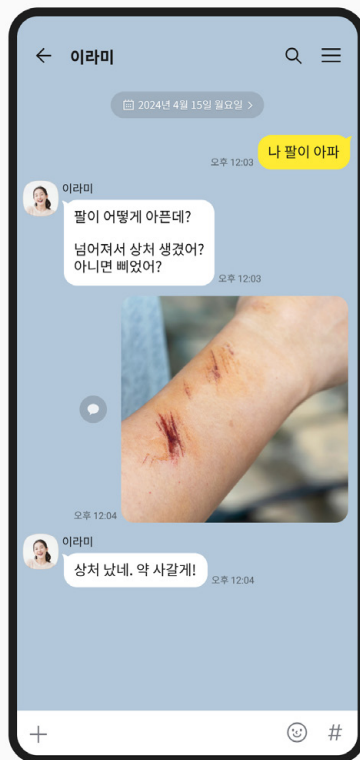 이라미
2024년 4월 15일 월요일 >
나 팔이 아파
오후 12:03
이라미
팔이 어떻게 아픈데?
넘어져서 상처 생겼어?
아니면 삐었어?
오후 12:03
오후 12:04
이라미
상처 났네. 약 사갈게!
오후 12:04
#